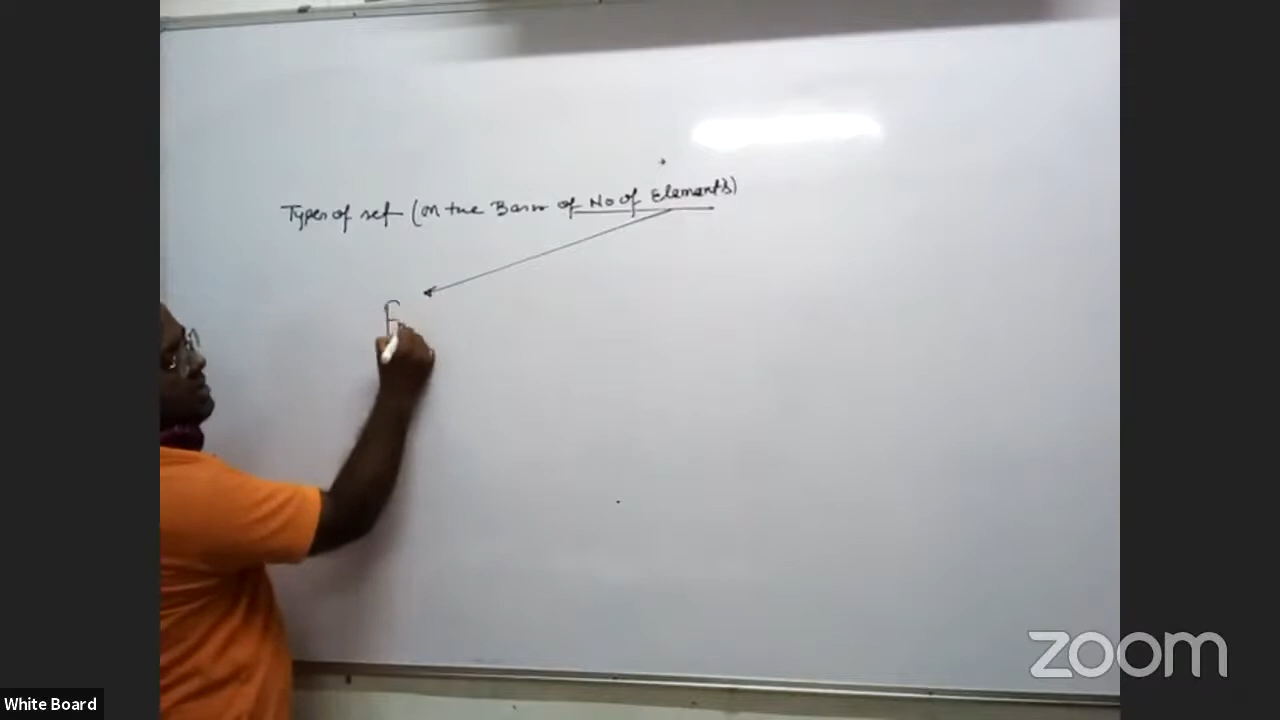 Types of set (on the Basis of No of Elements)
F
zoom
White Board